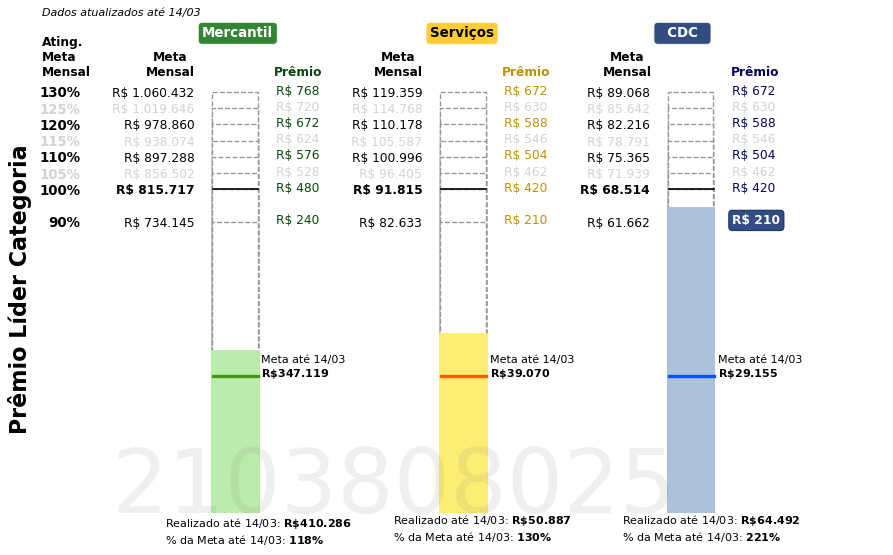 Dados atualizados até 14/03
Mercantil Serviços CDC
Ating. Meta Mensal
Meta Mensal Prêmio Meta Mensal Prêmio Meta Mensal Prêmio
130% R$ 1.060.432 R$ 768 R$ 119.359 R$ 672 R$ 89.068 R$ 672
125% R$ 1.019.646 R$ 720 R$ 114.768 R$ 630 R$ 85.642 R$ 630
120% R$ 978.860 R$ 672 R$ 110.178 R$ 588 R$ 82.216 R$ 588
115% R$ 938.074 R$ 624 R$ 105.587 R$ 546 R$ 78.791 R$ 546
110% R$ 897.288 R$ 576 R$ 100.996 R$ 504 R$ 75.365 R$ 504
105% R$ 856.502 R$ 528 R$ 96.405 R$ 462 R$ 71.939 R$ 462
100% R$ 815.717 R$ 480 R$ 91.815 R$ 420 R$ 68.514 R$ 420
90% R$ 734.145 R$ 240 R$ 82.633 R$ 210 R$ 61.662 R$ 210
Prêmio Líder Categoria
Meta até 14/03 Meta até 14/03 Meta até 14/03
R$347.119 R$39.070 R$29.155
2103808025
Realizado até 14/03: R$410.286 Realizado até 14/03: R$50.887 Realizado até 14/03: R$64.492
% da Meta até 14/03: 118% % da Meta até 14/03: 130% % da Meta até 14/03: 221%